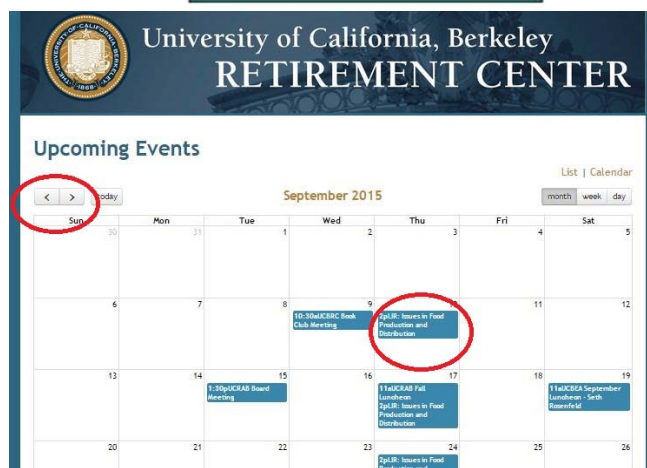 University of California, Berkeley
RETIREMENT CENTER
Upcoming Events
List | Calendar
< > today
September 2015
month week day
Sun Mon Tue Wed Thu Fri Sat
30 31 1 2 3 4 5
6 7 8 9 10 11 12
10:30aUCBRC Book
Club Meeting
2pLIR: Issues in Food
Production and
Distribution
13 14 15 16 17 18 19
1:30pUCRAB Board
Meeting
11aUCRAB Fall
Luncheon
2pLIR: Issues in Food
Production and
Distribution
11aUCBEA September
Luncheon - Seth
Rosenfeld
20 21 22 23 24 25 26
2pLIR: Issues in Food